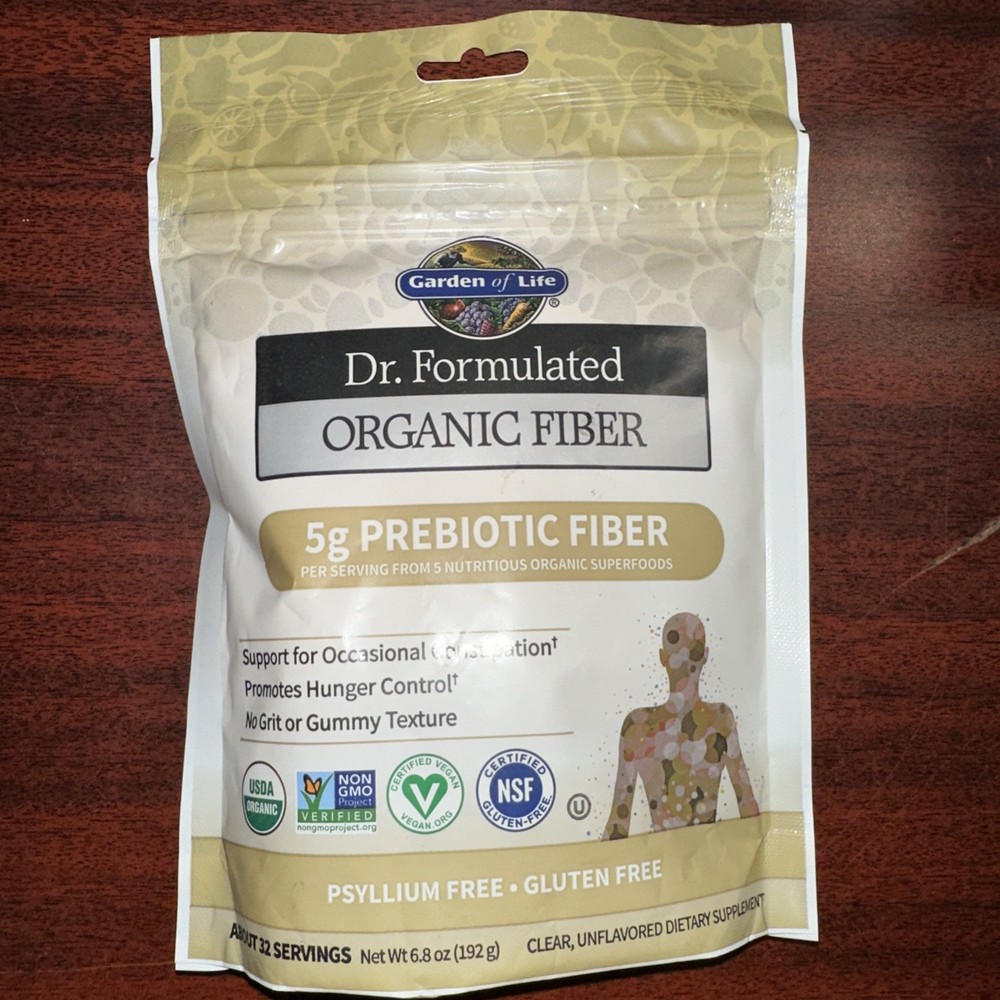 Garden of Life®
Dr. Formulated
ORGANIC FIBER
5g PREBIOTIC FIBER
PER SERVING FROM 5 NUTRITIOUS ORGANIC SUPERFOODS
Support for Occasional Constipation†
Promotes Hunger Control†
No Grit or Gummy Texture
USDA
ORGANIC
NON
GMO
Project
VERIFIED
nongmoproject.org
CERTIFIED VEGAN
VEGAN.ORG
CERTIFIED
NSF
GLUTEN-FREE
U
PSYLLIUM FREE • GLUTEN FREE
ABOUT 32 SERVINGS Net Wt 6.8 oz (192 g) CLEAR, UNFLAVORED DIETARY SUPPLEMENT